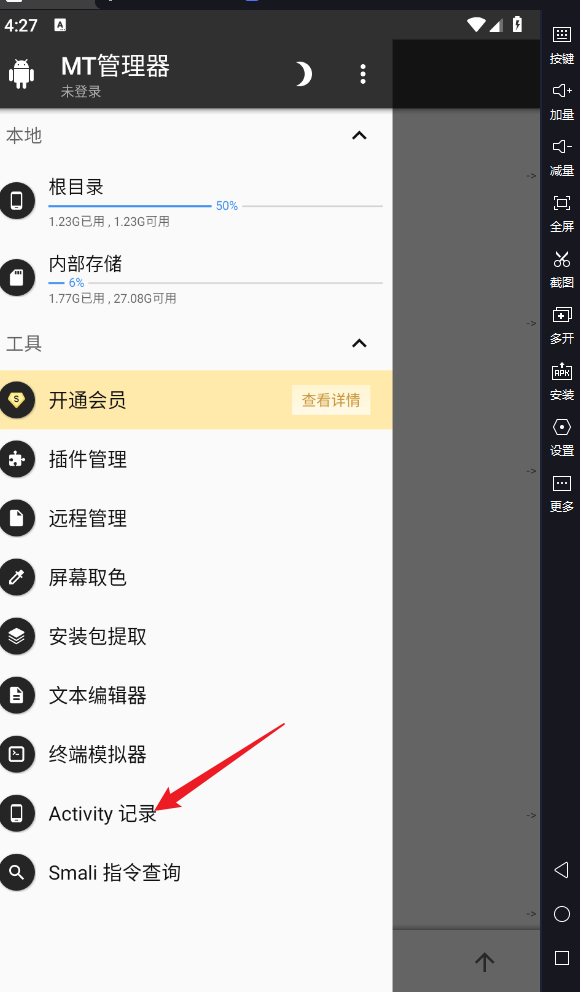 4:27
A
MT管理器
未登录
本地
根目录
50%
1.23G已用 , 1.23G可用
内部存储
6%
1.77G已用 , 27.08G可用
工具
S
开通会员
查看详情
插件管理
远程管理
屏幕取色
安装包提取
文本编辑器
终端模拟器
Activity 记录
Smali 指令查询
->
->
->
->
->
按键
加量
减量
全屏
截图
多开
APK
安装
设置
更多